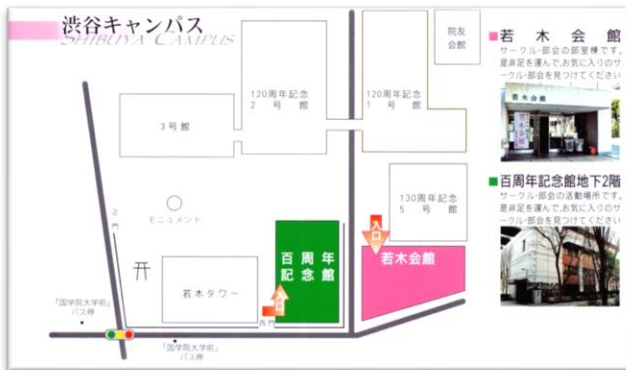 渋谷キャンパス
SHIBUYA CAMPUS
院友
会館
120周年記念
2号館
120周年記念
1号館
3号館
130周年記念
5号館
正門
モニュメント
入口
百周年
記念館
若木会館
若木タワー
入口
西門
「国学院大学前」
バス停
「国学院大学前」
バス停
若木会館
サークル・部会の部室棟です。
是非足を運んで、お気に入りのサ
ークル・部会を見つけてください
若木会館
百周年記念館地下2階
サークル・部会の活動場所です。
是非足を運んで、お気に入りのサ
ークル・部会を見つけてください